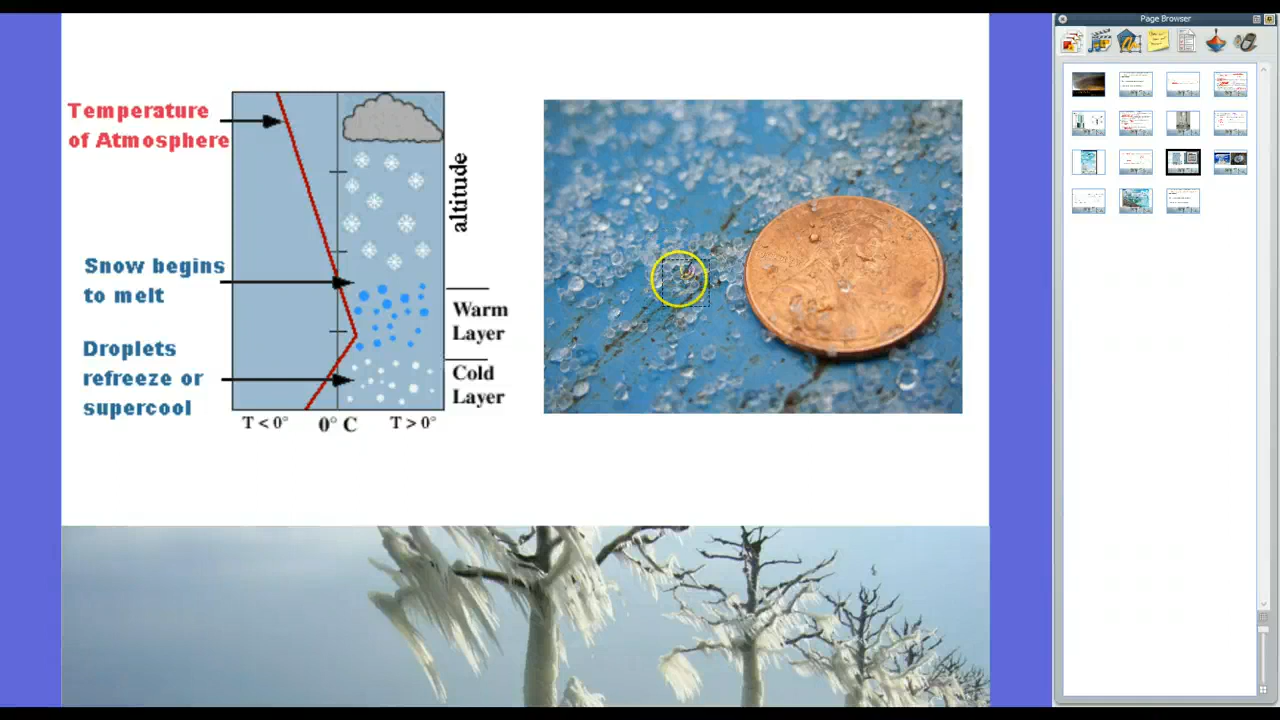 Page Browser
Temperature
of Atmosphere
altitude
Snow begins
to melt
Warm
Layer
Droplets
refreeze or
supercool
Cold
Layer
T < 0° 0° C T > 0°